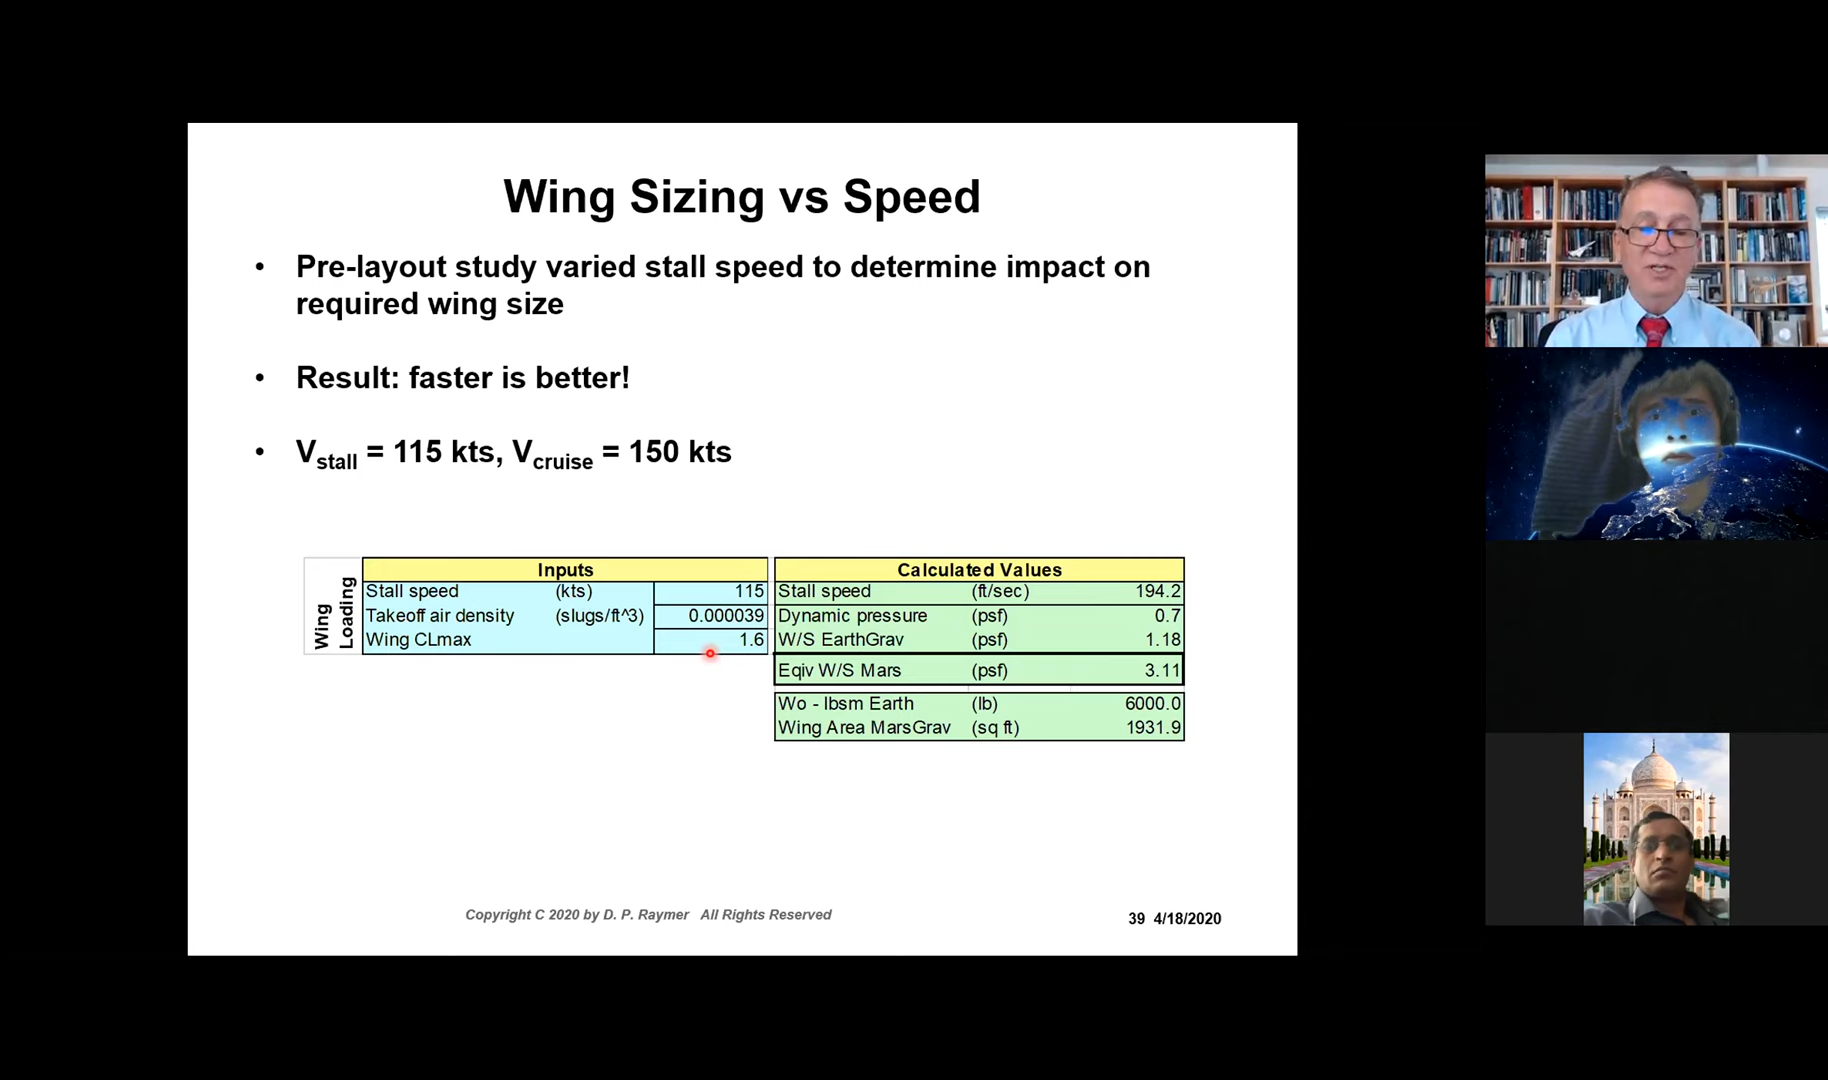 Wing Sizing vs Speed
• Pre-layout study varied stall speed to determine impact on
required wing size
• Result: faster is better!
• Vstall = 115 kts, Vcruise = 150 kts
Wing
Loading
Inputs
Stall speed (kts) 115
Takeoff air density (slugs/ft^3) 0.000039
Wing CLmax 1.6
Calculated Values
Stall speed (ft/sec) 194.2
Dynamic pressure (psf) 0.7
W/S EarthGrav (psf) 1.18
Eqiv W/S Mars (psf) 3.11
Wo - lbsm Earth (lb) 6000.0
Wing Area MarsGrav (sq ft) 1931.9
Copyright C 2020 by D. P. Raymer All Rights Reserved
39 4/18/2020